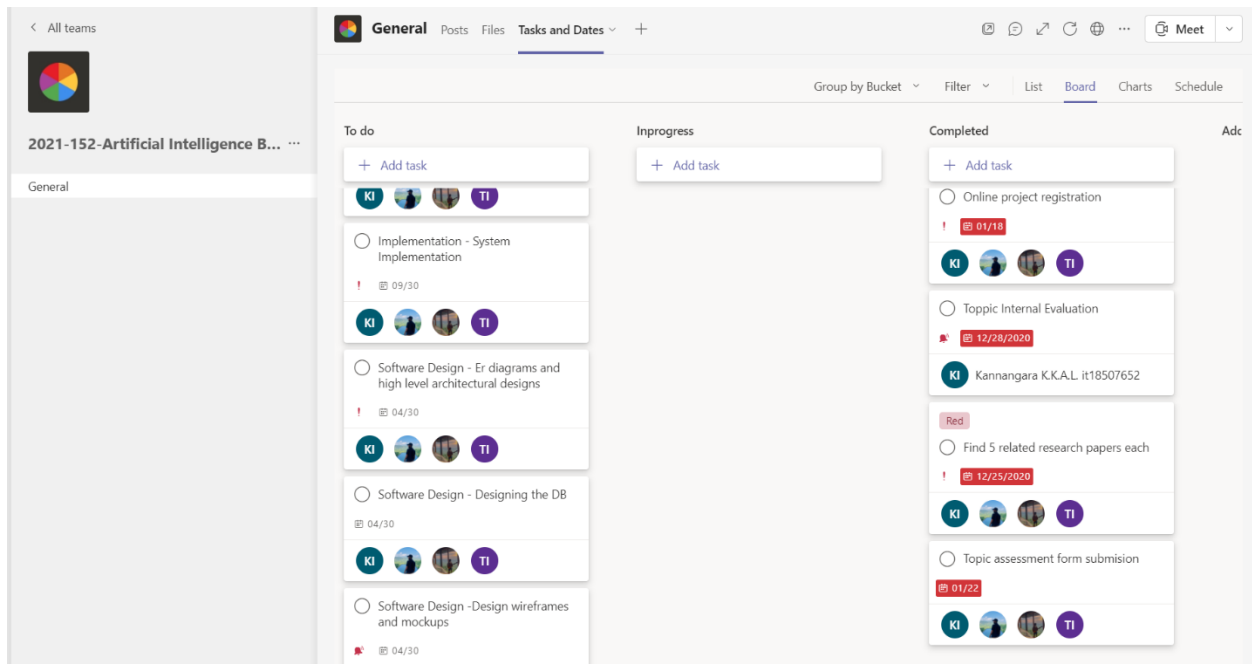 All teams
2021-152-Artificial Intelligence B...
General
General Posts Files Tasks and Dates
Meet
Group by Bucket Filter List Board Charts Schedule
To do
+ Add task
KI TI
Implementation - System
Implementation
! 09/30
KI TI
Software Design - Er diagrams and
high level architectural designs
! 04/30
KI TI
Software Design - Designing the DB
04/30
KI TI
Software Design -Design wireframes
and mockups
04/30
Inprogress
+ Add task
Completed
+ Add task
Online project registration
! 01/18
KI TI
Toppic Internal Evaluation
12/28/2020
KI Kannangara K.K.A.L. it18507652
Red
Find 5 related research papers each
! 12/25/2020
KI TI
Topic assessment form submision
01/22
KI TI
Adc